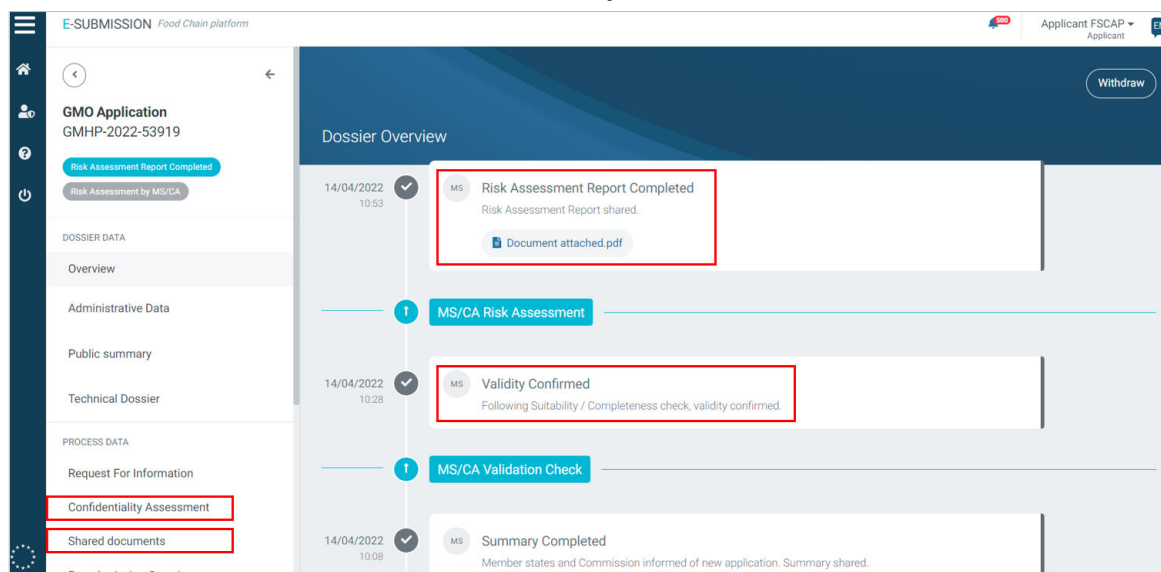 E-SUBMISSION Food Chain platform
500
Applicant FSCAP
Applicant
GMO Application
GMHP-2022-53919
Risk Assessment Report Completed
Risk Assessment by MS/CA
DOSSIER DATA
Overview
Administrative Data
Public summary
Technical Dossier
PROCESS DATA
Request For Information
Confidentiality Assessment
Shared documents
Withdraw
Dossier Overview
14/04/2022
10:53
MS
Risk Assessment Report Completed
Risk Assessment Report shared.
Document attached.pdf
MS/CA Risk Assessment
14/04/2022
10:28
MS
Validity Confirmed
Following Suitability / Completeness check, validity confirmed.
MS/CA Validation Check
14/04/2022
10:08
MS
Summary Completed
Member states and Commission informed of new application. Summary shared.